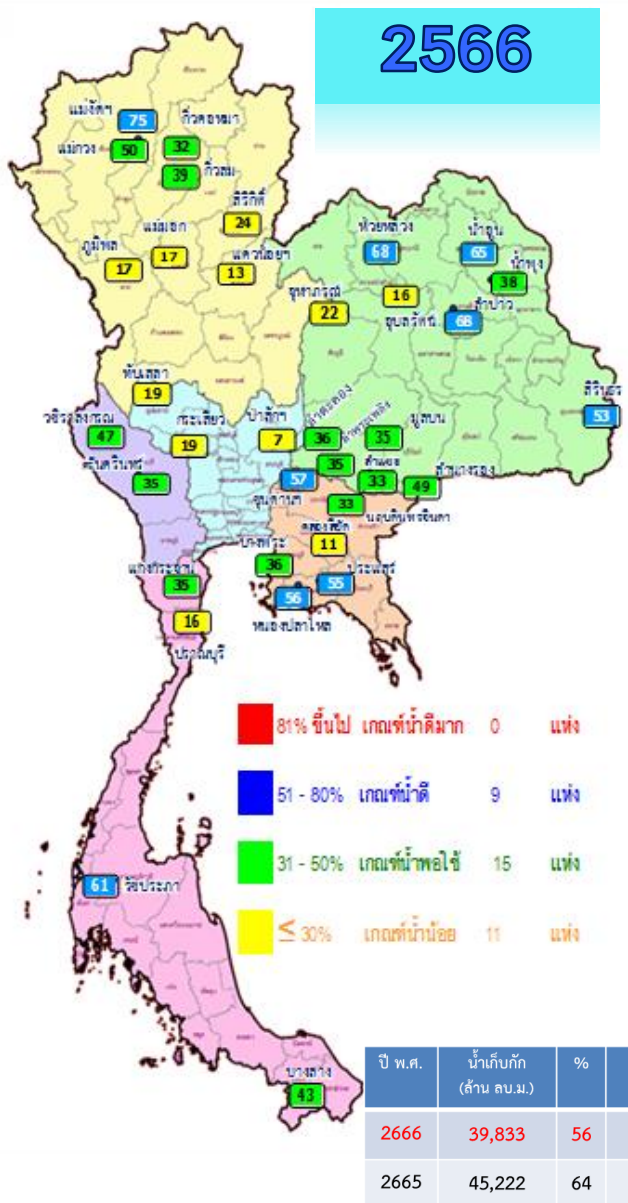 2566
แม่งัดฯ
75
กิ่วคอหมา
แม่กวง
50
32
39
กิ่วลม
สิริกิติ์
24
ภูมิพล
17
แม่มอก
17
แควน้อยฯ
13
ห้วยหลวง
68
น้ำอูน
65
น้ำพุง
38
จุฬาภรณ์
22
16
อุบลรัตน์
ลำปาว
68
สิรินธร
53
ทับเสลา
19
กระเสียว
19
ป่าสักฯ
7
ลำตะคอง
36
ลำพระเพลิง
35
มูลบน
35
ลำแซะ
33
ลำนางรอง
49
วชิราลงกรณ
47
ศรีนครินทร์
35
ขุนด่านฯ
57
33
นฤบดินทรจินดา
คลองสียัด
11
บางพระ
36
ประแสร์
55
56
หนองปลาไหล
แก่งกระจาน
35
16
ปราณบุรี
81% ขึ้นไป เกณฑ์น้ำดีมาก 0 แห่ง
51 - 80% เกณฑ์น้ำดี 9 แห่ง
31 - 50% เกณฑ์น้ำพอใช้ 15 แห่ง
≤ 30% เกณฑ์น้ำน้อย 11 แห่ง
61 รัชประภา
บางลาง
43
ปี พ.ศ. น้ำเก็บกัก %
(ล้าน ลบ.ม.)
2666 39,833 56
2665 45,222 64